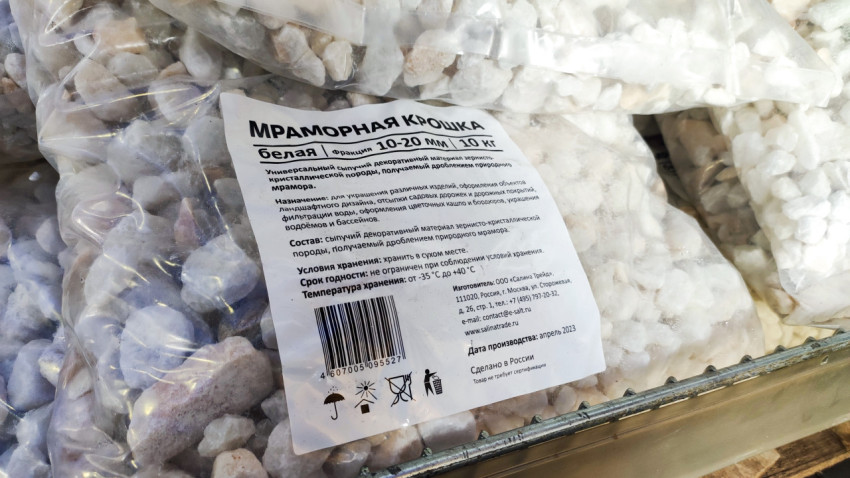 МРАМОРНАЯ КРОШКА
белая | Фракция 10-20 мм | 10 кг
Универсальный сыпучий декоративный материал зернисто-
кристаллической породы, получаемый дроблением природного
мрамора.
Назначение: для украшения различных изделий, оформления объектов
ландшафтного дизайна, отсыпки садовых дорожек и дорожных покрытий,
фильтрации воды, оформления цветочных кашпо и биодизайна, украшения
водоёмов и бассейнов.
Состав: сыпучий декоративный материал зернисто-кристаллической
породы, получаемый дроблением природного мрамора.
Условия хранения: хранить в сухом месте.
Срок годности: не ограничен при соблюдении условий хранения.
Температура хранения: от -35 °C до +40 °C
Изготовитель: ООО «Салина Трейд»,
111020, Россия, г. Москва, ул. Сторожевая,
д. 26, стр. 1, тел.: +7 (495) 797-20-32,
e-mail: contact@e-salt.ru
www.salinatrade.ru
Дата производства: апрель 2023
Сделано в России
Товар не требует сертификации
4 607005 095527